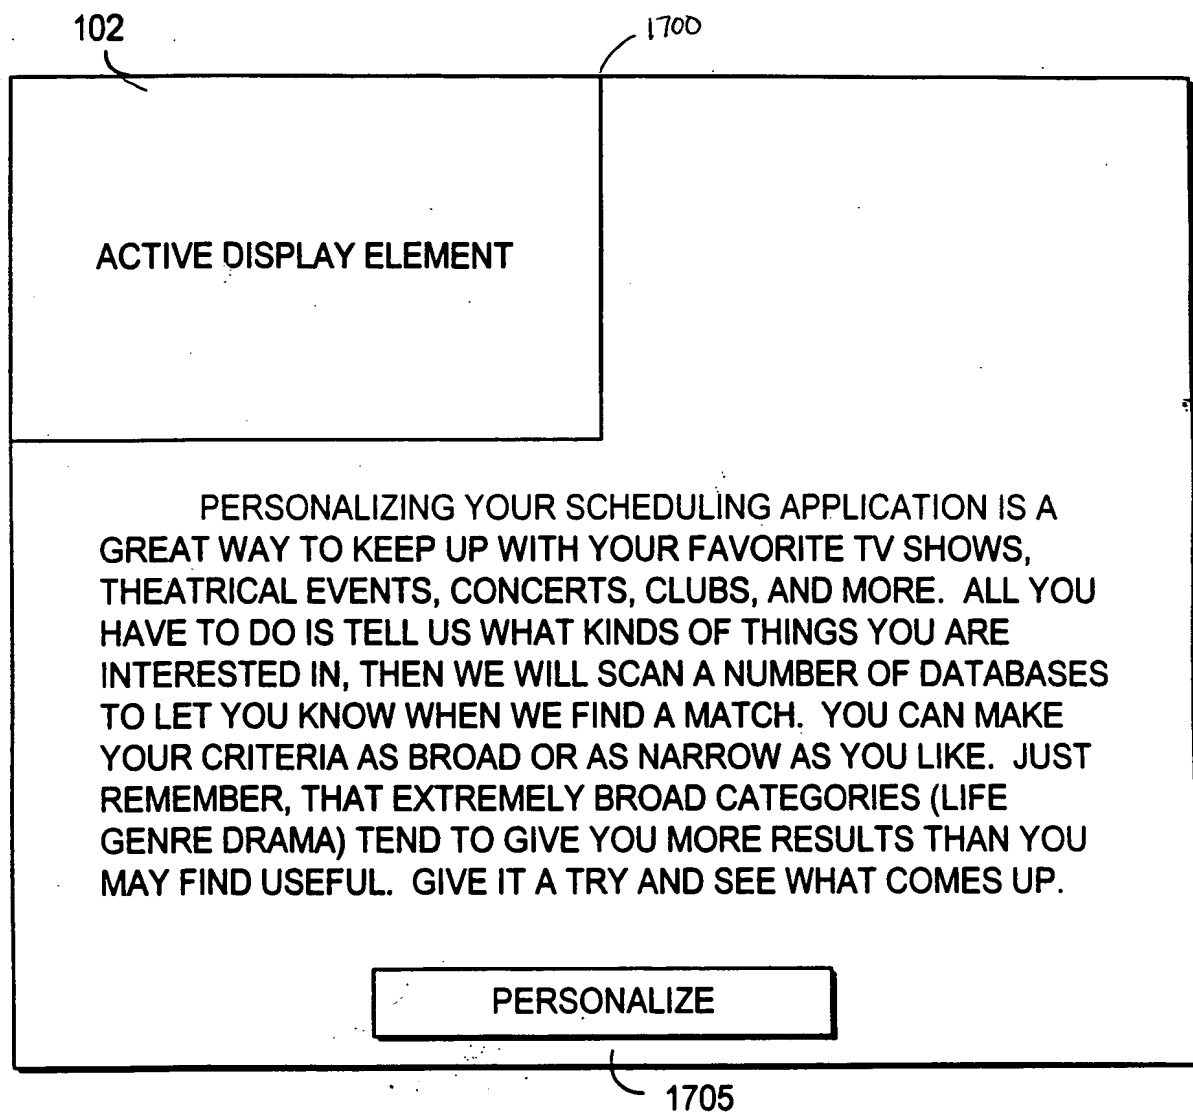 102
1700
ACTIVE DISPLAY ELEMENT
PERSONALIZING YOUR SCHEDULING APPLICATION IS A
GREAT WAY TO KEEP UP WITH YOUR FAVORITE TV SHOWS,
THEATRICAL EVENTS, CONCERTS, CLUBS, AND MORE. ALL YOU
HAVE TO DO IS TELL US WHAT KINDS OF THINGS YOU ARE
INTERESTED IN, THEN WE WILL SCAN A NUMBER OF DATABASES
TO LET YOU KNOW WHEN WE FIND A MATCH. YOU CAN MAKE
YOUR CRITERIA AS BROAD OR AS NARROW AS YOU LIKE. JUST
REMEMBER, THAT EXTREMELY BROAD CATEGORIES (LIFE
GENRE DRAMA) TEND TO GIVE YOU MORE RESULTS THAN YOU
MAY FIND USEFUL. GIVE IT A TRY AND SEE WHAT COMES UP.
PERSONALIZE
1705